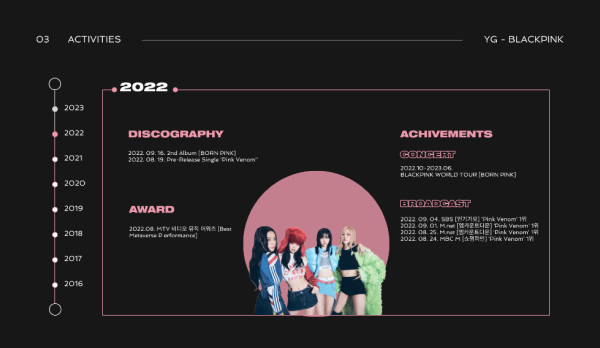 03 ACTIVITIES YG - BLACKPINK
2022
2023
2022
2021
2020
2019
2018
2017
2016
DISCOGRAPHY
2022. 09. 16. 2nd Album [BORN PINK]
2022. 08. 19. Pre-Release Single 'Pink Venom"
AWARD
2022.08. MTV 비디오 뮤직 어워즈 [Best
Metaverse P erformance]
ACHIVEMENTS
CONCERT
2022.10-2023.06.
BLACKPINK WORLD TOUR [BORN PINK]
BROADCAST
2022. 09. 04. SBS [인기가요] 'Pink Venom' 1위
2022. 09. 01. M.net [엠카운트다운] 'Pink Venom' 1위
2022. 08. 25. M.net [엠카운트다운] 'Pink Venom' 1위
2022. 08. 24. MBC M [쇼챔피언] 'Pink Venom' 1위